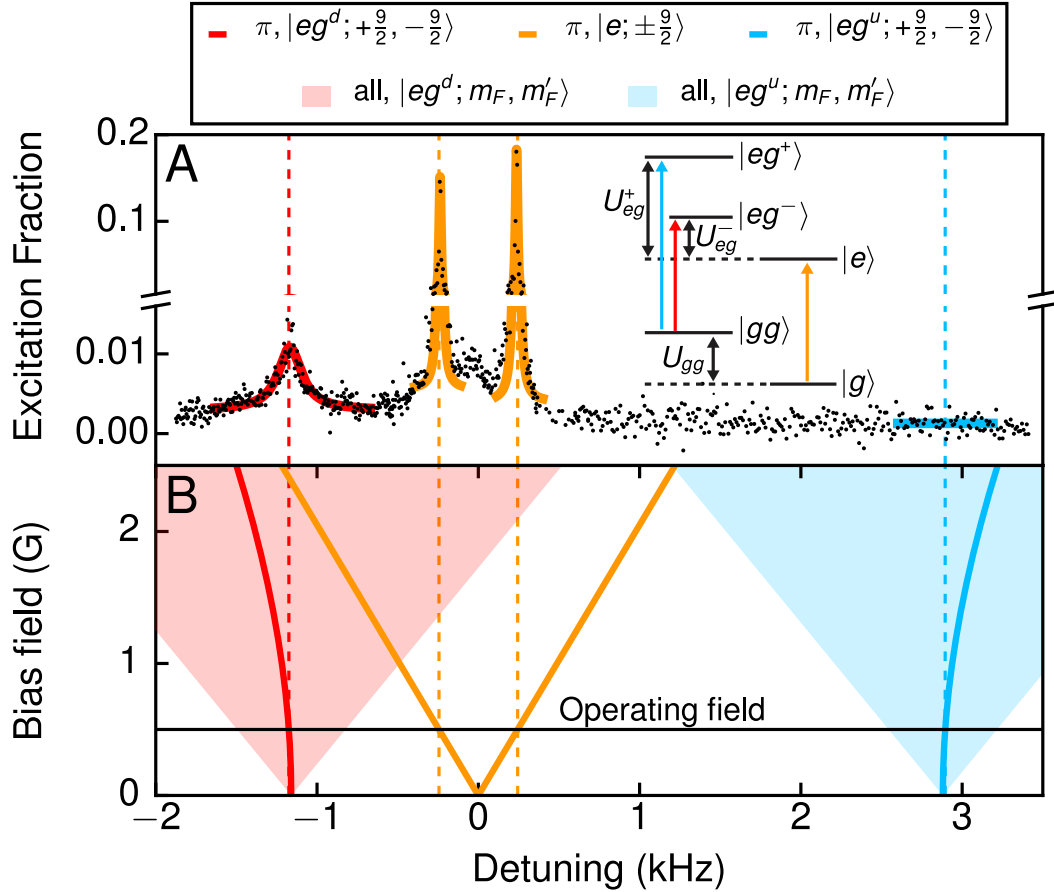 π, |eg^d; +9/2, −9/2⟩ π, |e; ±9/2⟩ π, |eg^u; +9/2, −9/2⟩
all, |eg^d; m_F, m′_F⟩ all, |eg^u; m_F, m′_F⟩
A
Excitation Fraction
0.2
0.1
0.01
0.00
|eg⁺⟩
U_eg^+
|eg⁻⟩
U_eg^−
|e⟩
|gg⟩
U_gg
|g⟩
B
Bias field (G)
2
1
0
Operating field
−2 −1 0 1 2 3
Detuning (kHz)